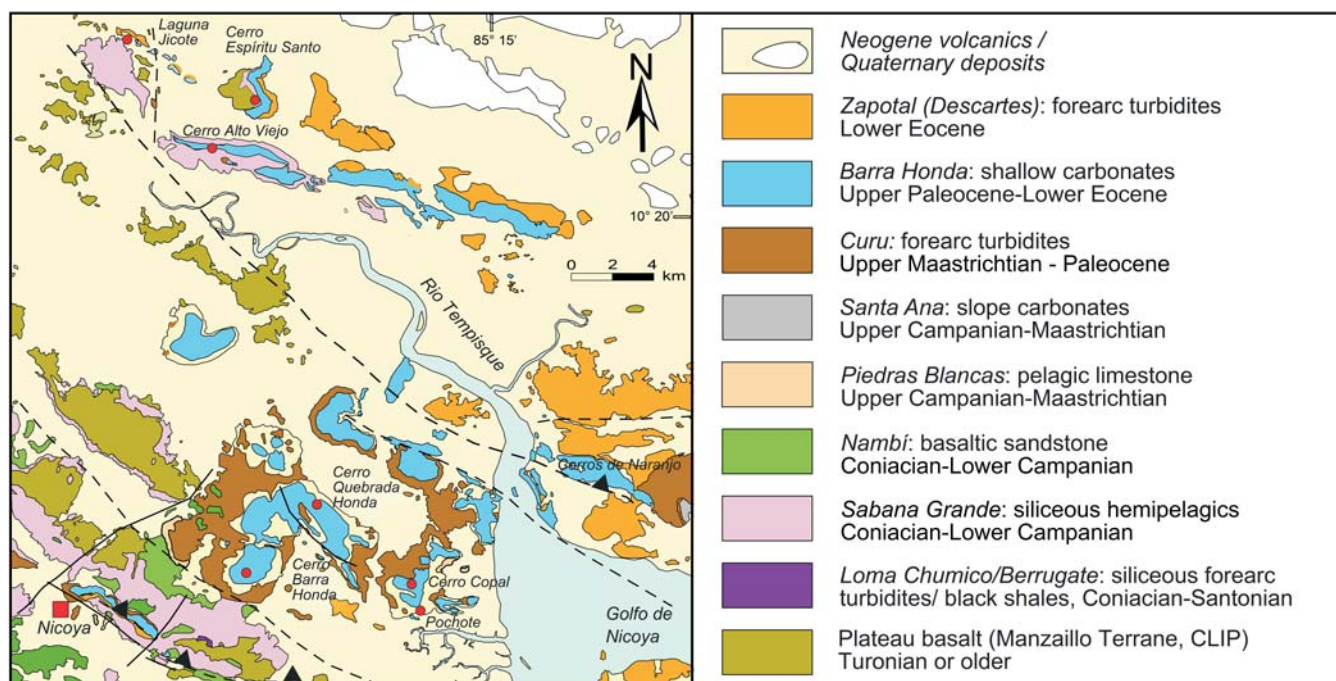 Laguna
Jicote
Cerro
Espíritu Santo
85° 15'
N
Cerro Alto Viejo
10° 20'
0 2 4
km
Rio Tempisque
Cerros de Naranjo
Cerro
Quebrada
Honda
Cerro
Barra
Honda
Cerro Copal
Pochote
Nicoya
Golfo de
Nicoya
Neogene volcanics /
Quaternary deposits
Zapotal (Descartes): forearc turbidites
Lower Eocene
Barra Honda: shallow carbonates
Upper Paleocene-Lower Eocene
Curu: forearc turbidites
Upper Maastrichtian - Paleocene
Santa Ana: slope carbonates
Upper Campanian-Maastrichtian
Piedras Blancas: pelagic limestone
Upper Campanian-Maastrichtian
Nambí: basaltic sandstone
Coniacian-Lower Campanian
Sabana Grande: siliceous hemipelagics
Coniacian-Lower Campanian
Loma Chumico/Berrugate: siliceous forearc
turbidites/ black shales, Coniacian-Santonian
Plateau basalt (Manzaillo Terrane, CLIP)
Turonian or older